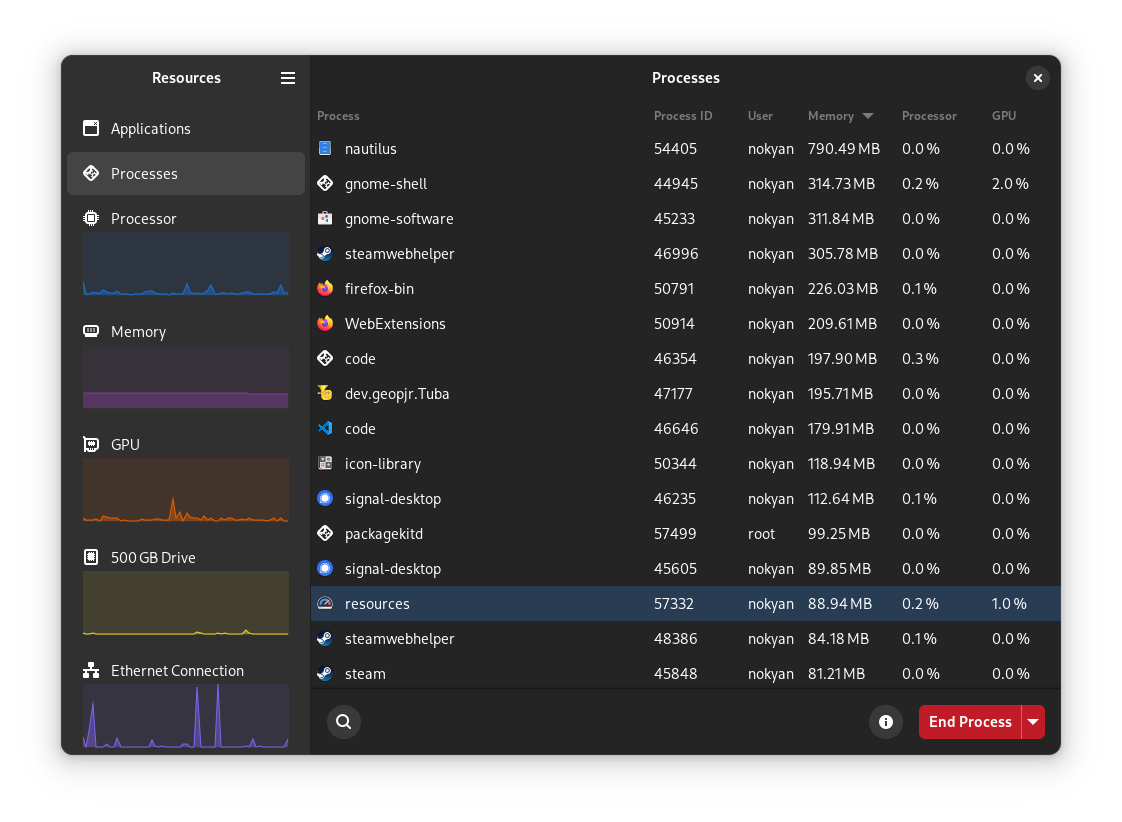 Resources
Applications
Processes
Processor
Memory
GPU
500 GB Drive
Ethernet Connection
Processes
Process Process ID User Memory Processor GPU
nautilus 54405 nokyan 790.49 MB 0.0 % 0.0 %
gnome-shell 44945 nokyan 314.73 MB 0.2 % 2.0 %
gnome-software 45233 nokyan 311.84 MB 0.0 % 0.0 %
steamwebhelper 46996 nokyan 305.78 MB 0.0 % 0.0 %
firefox-bin 50791 nokyan 226.03 MB 0.1 % 0.0 %
WebExtensions 50914 nokyan 209.61 MB 0.0 % 0.0 %
code 46354 nokyan 197.90 MB 0.3 % 0.0 %
dev.geopjr.Tuba 47177 nokyan 195.71 MB 0.0 % 0.0 %
code 46646 nokyan 179.91 MB 0.0 % 0.0 %
icon-library 50344 nokyan 118.94 MB 0.0 % 0.0 %
signal-desktop 46235 nokyan 112.64 MB 0.1 % 0.0 %
packagekitd 57499 root 99.25 MB 0.0 % 0.0 %
signal-desktop 45605 nokyan 89.85 MB 0.0 % 0.0 %
resources 57332 nokyan 88.94 MB 0.2 % 1.0 %
steamwebhelper 48386 nokyan 84.18 MB 0.1 % 0.0 %
steam 45848 nokyan 81.21 MB 0.0 % 0.0 %
End Process